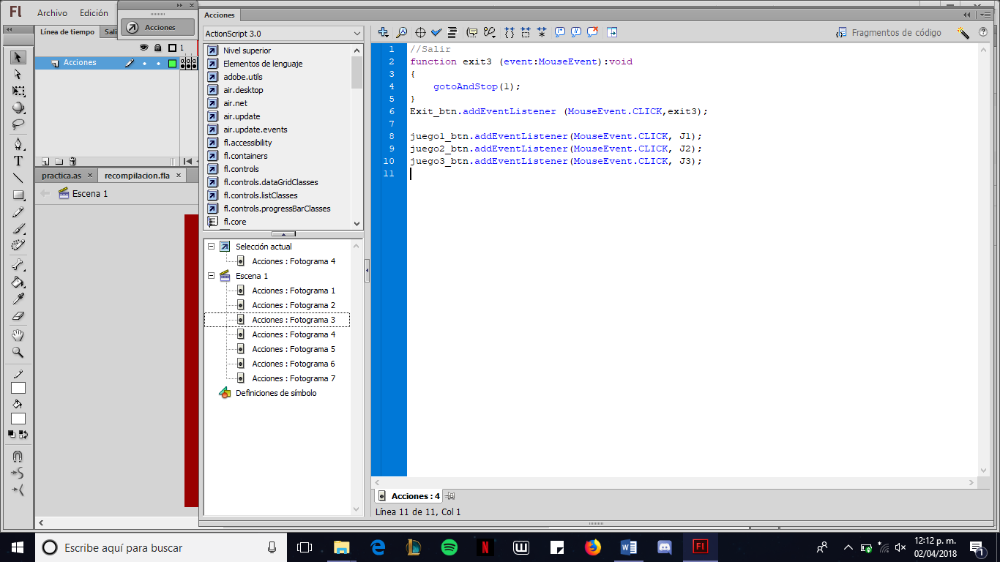 Fl
Archivo
Edición
Acciones
Línea de tiempo
Sali
1
Acciones
practica.as ×
recompilacion.fla ×
Escena 1
Acciones
ActionScript 3.0
Nivel superior
Elementos de lenguaje
adobe.utils
air.desktop
air.net
air.update
air.update.events
fl.accessibility
fl.containers
fl.controls
fl.controls.dataGridClasses
fl.controls.listClasses
fl.controls.progressBarClasses
fl.core
Selección actual
Acciones : Fotograma 4
Escena 1
Acciones : Fotograma 1
Acciones : Fotograma 2
Acciones : Fotograma 3
Acciones : Fotograma 4
Acciones : Fotograma 5
Acciones : Fotograma 6
Acciones : Fotograma 7
Definiciones de símbolo
Fragmentos de código
1 //Salir
2 function exit3 (event:MouseEvent):void
3 {
4 gotoAndStop(1);
5 }
6 Exit_btn.addEventListener (MouseEvent.CLICK,exit3);
7
8 juego1_btn.addEventListener(MouseEvent.CLICK, J1);
9 juego2_btn.addEventListener(MouseEvent.CLICK, J2);
10 juego3_btn.addEventListener(MouseEvent.CLICK, J3);
11
Acciones : 4
Línea 11 de 11, Col 1
Escribe aquí para buscar
Fl
12:12 p. m.
02/04/2018
1